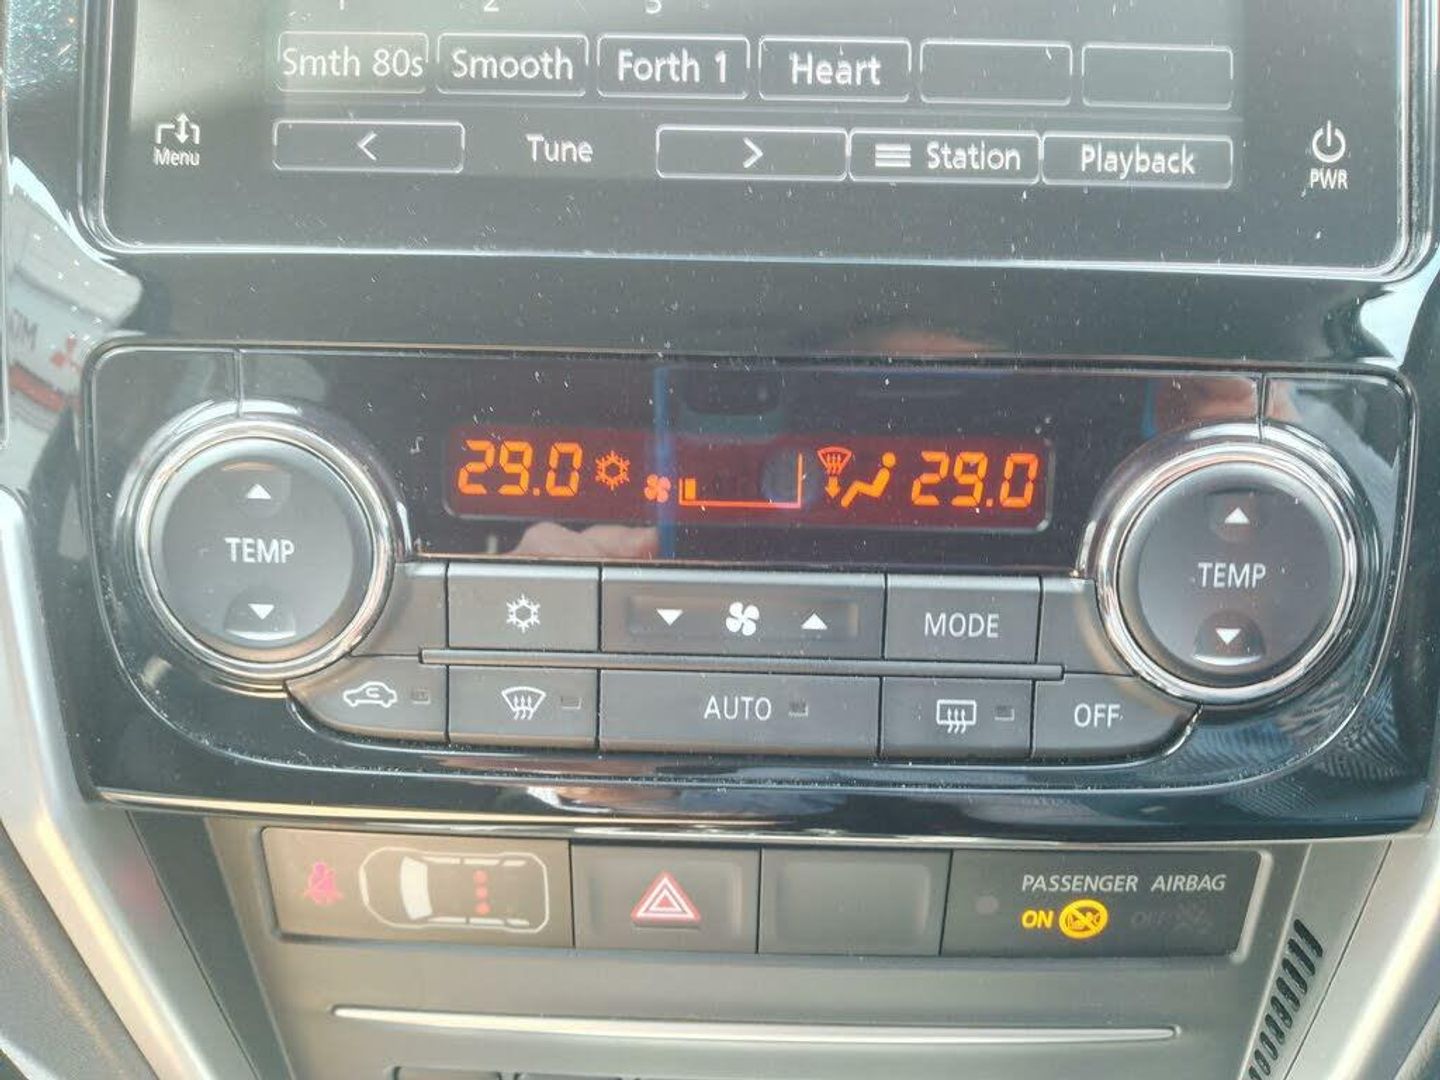 Smth 80s Smooth Forth 1 Heart
Menu < Tune > Station Playback PWR
29.0 29.0
TEMP TEMP
MODE
AUTO OFF
PASSENGER AIRBAG
ON OFF